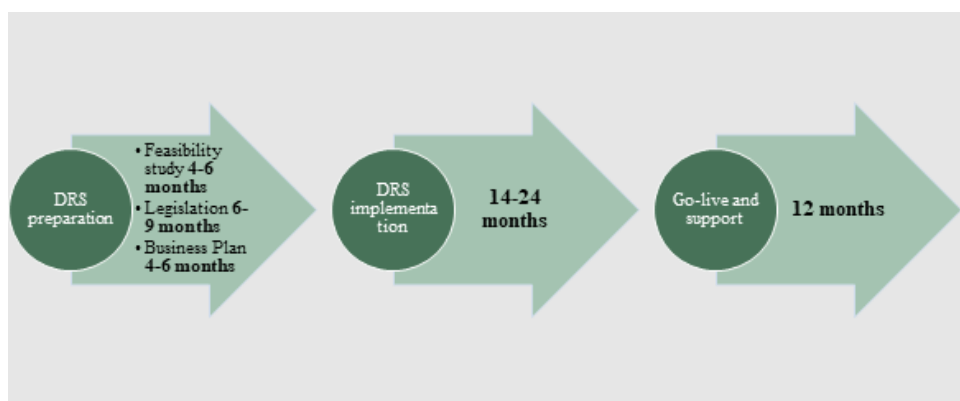 DRS
preparation
• Feasibility
study 4-6
months
• Legislation 6-
9 months
• Business Plan
4-6 months
DRS
implementa
tion
14-24
months
Go-live and
support
12 months